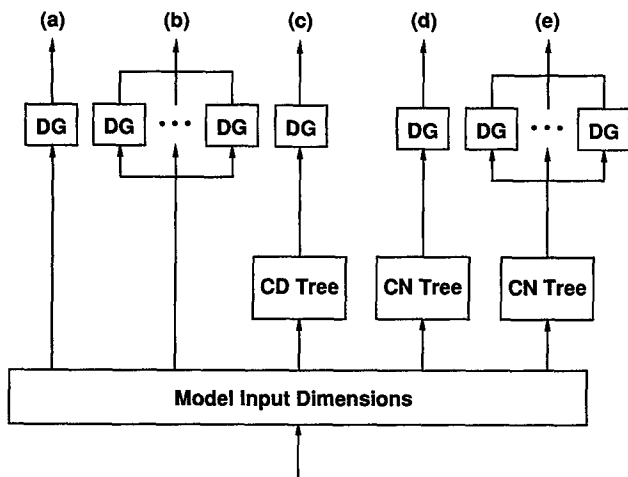 (a) (b) (c) (d) (e)
DG DG • • • DG DG DG DG • • • DG
CD Tree CN Tree CN Tree
Model Input Dimensions